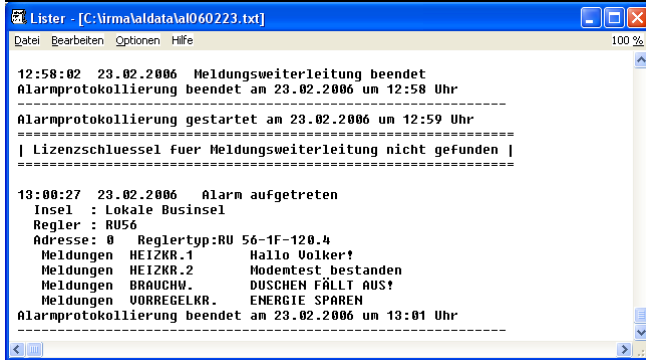 Lister - [C:\irma\aldata\al060223.txt]
Datei Bearbeiten Optionen Hilfe 100 %
12:58:02 23.02.2006 Meldungsweiterleitung beendet
Alarmprotokollierung beendet am 23.02.2006 um 12:58 Uhr
------------------------------------------------------------
Alarmprotokollierung gestartet am 23.02.2006 um 12:59 Uhr
=============================================================
| Lizenzschluessel fuer Meldungsweiterleitung nicht gefunden |
=============================================================
13:00:27 23.02.2006 Alarm aufgetreten
Insel : Lokale Businsel
Regler : RU56
Adresse: 0 Reglertyp:RU 56-1F-120.4
Meldungen HEIZKR.1 Hallo Volker!
Meldungen HEIZKR.2 Modemtest bestanden
Meldungen BRAUCHW. DUSCHEN FÄLLT AUS!
Meldungen VORREGELKR. ENERGIE SPAREN
Alarmprotokollierung beendet am 23.02.2006 um 13:01 Uhr
------------------------------------------------------------